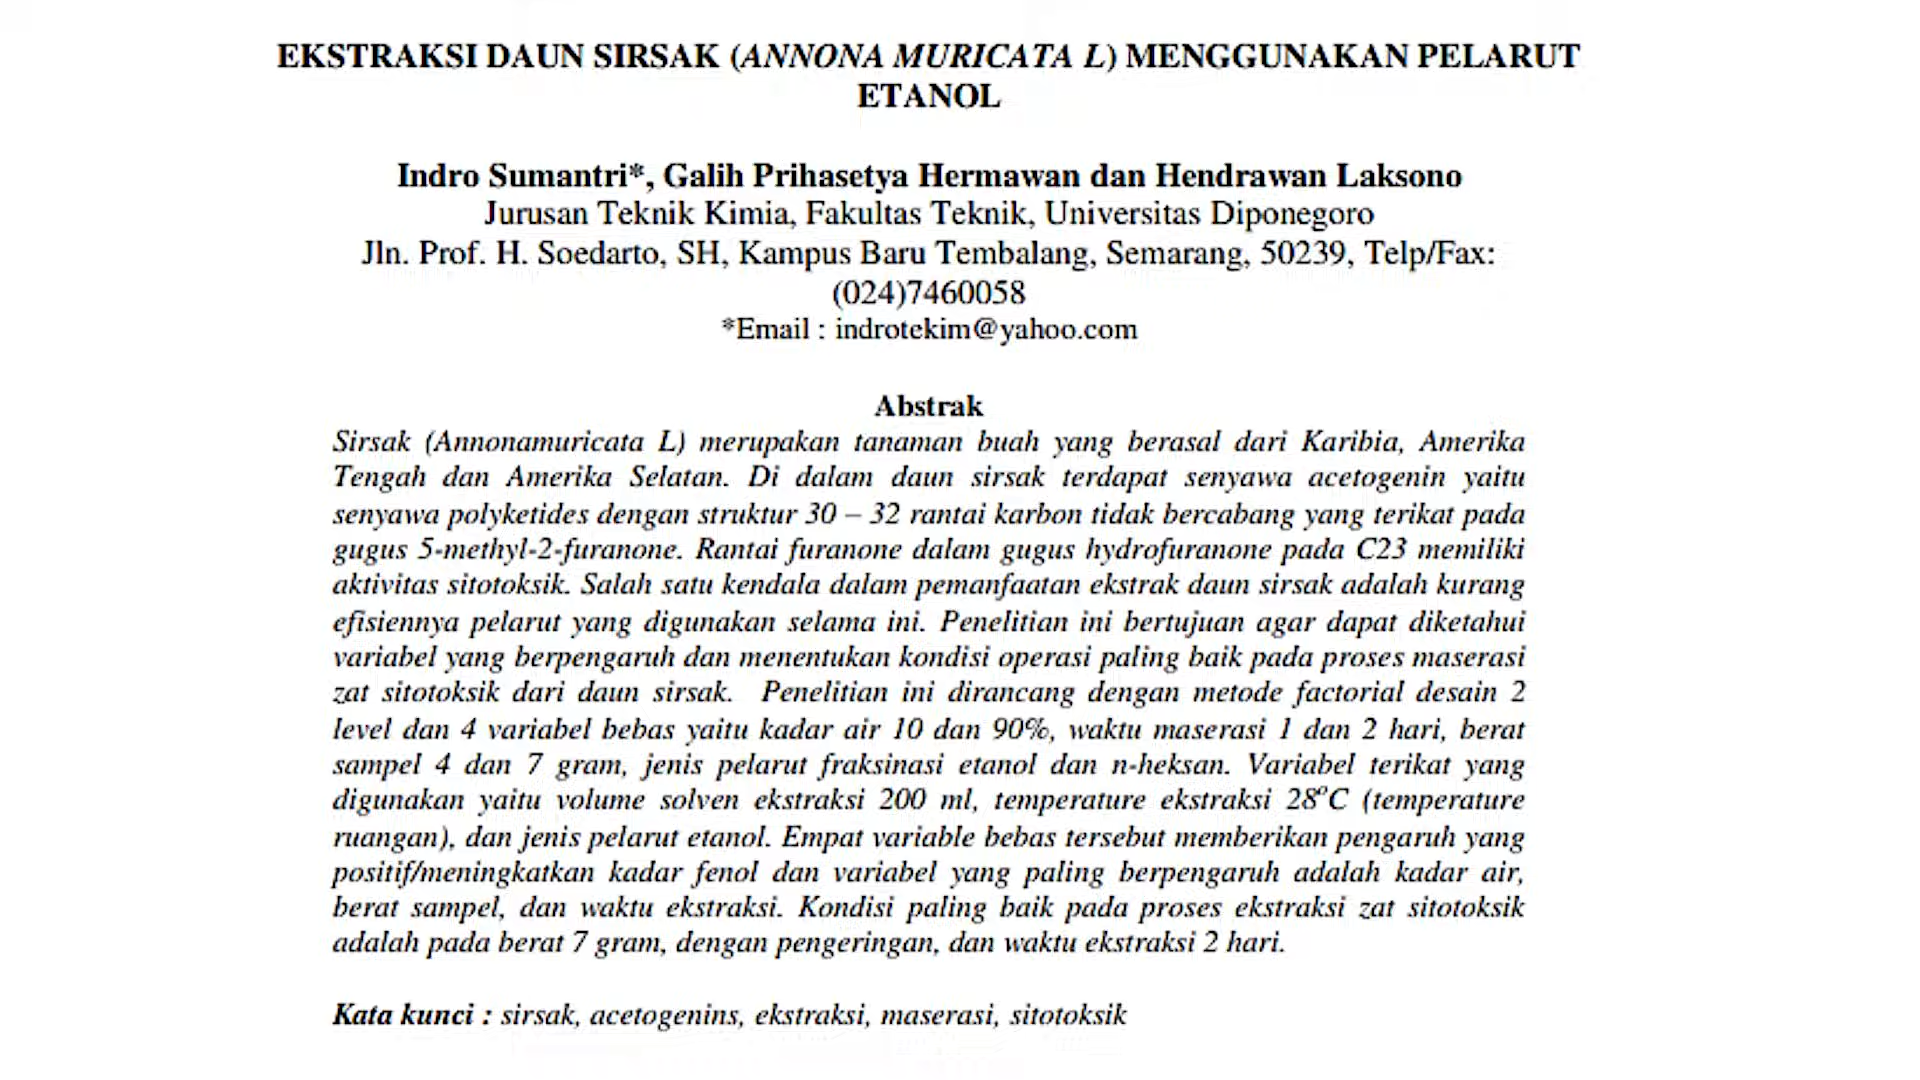 EKSTRAKSI DAUN SIRSAK (ANNONA MURICATA L) MENGGUNAKAN PELARUT
ETANOL
Indro Sumantri*, Galih Prihasetya Hermawan dan Hendrawan Laksono
Jurusan Teknik Kimia, Fakultas Teknik, Universitas Diponegoro
Jln. Prof. H. Soedarto, SH, Kampus Baru Tembalang, Semarang, 50239, Telp/Fax:
(024)7460058
*Email : indrotekim@yahoo.com
Abstrak
Sirsak (Annonamuricata L) merupakan tanaman buah yang berasal dari Karibia, Amerika
Tengah dan Amerika Selatan. Di dalam daun sirsak terdapat senyawa acetogenin yaitu
senyawa polyketides dengan struktur 30 – 32 rantai karbon tidak bercabang yang terikat pada
gugus 5-methyl-2-furanone. Rantai furanone dalam gugus hydrofuranone pada C23 memiliki
aktivitas sitotoksik. Salah satu kendala dalam pemanfaatan ekstrak daun sirsak adalah kurang
efisiennya pelarut yang digunakan selama ini. Penelitian ini bertujuan agar dapat diketahui
variabel yang berpengaruh dan menentukan kondisi operasi paling baik pada proses maserasi
zat sitotoksik dari daun sirsak.  Penelitian ini dirancang dengan metode factorial desain 2
level dan 4 variabel bebas yaitu kadar air 10 dan 90%, waktu maserasi 1 dan 2 hari, berat
sampel 4 dan 7 gram, jenis pelarut fraksinasi etanol dan n-heksan. Variabel terikat yang
digunakan yaitu volume solven ekstraksi 200 ml, temperature ekstraksi 28°C (temperature
ruangan), dan jenis pelarut etanol. Empat variable bebas tersebut memberikan pengaruh yang
positif/meningkatkan kadar fenol dan variabel yang paling berpengaruh adalah kadar air,
berat sampel, dan waktu ekstraksi. Kondisi paling baik pada proses ekstraksi zat sitotoksik
adalah pada berat 7 gram, dengan pengeringan, dan waktu ekstraksi 2 hari.
Kata kunci : sirsak, acetogenins, ekstraksi, maserasi, sitotoksik